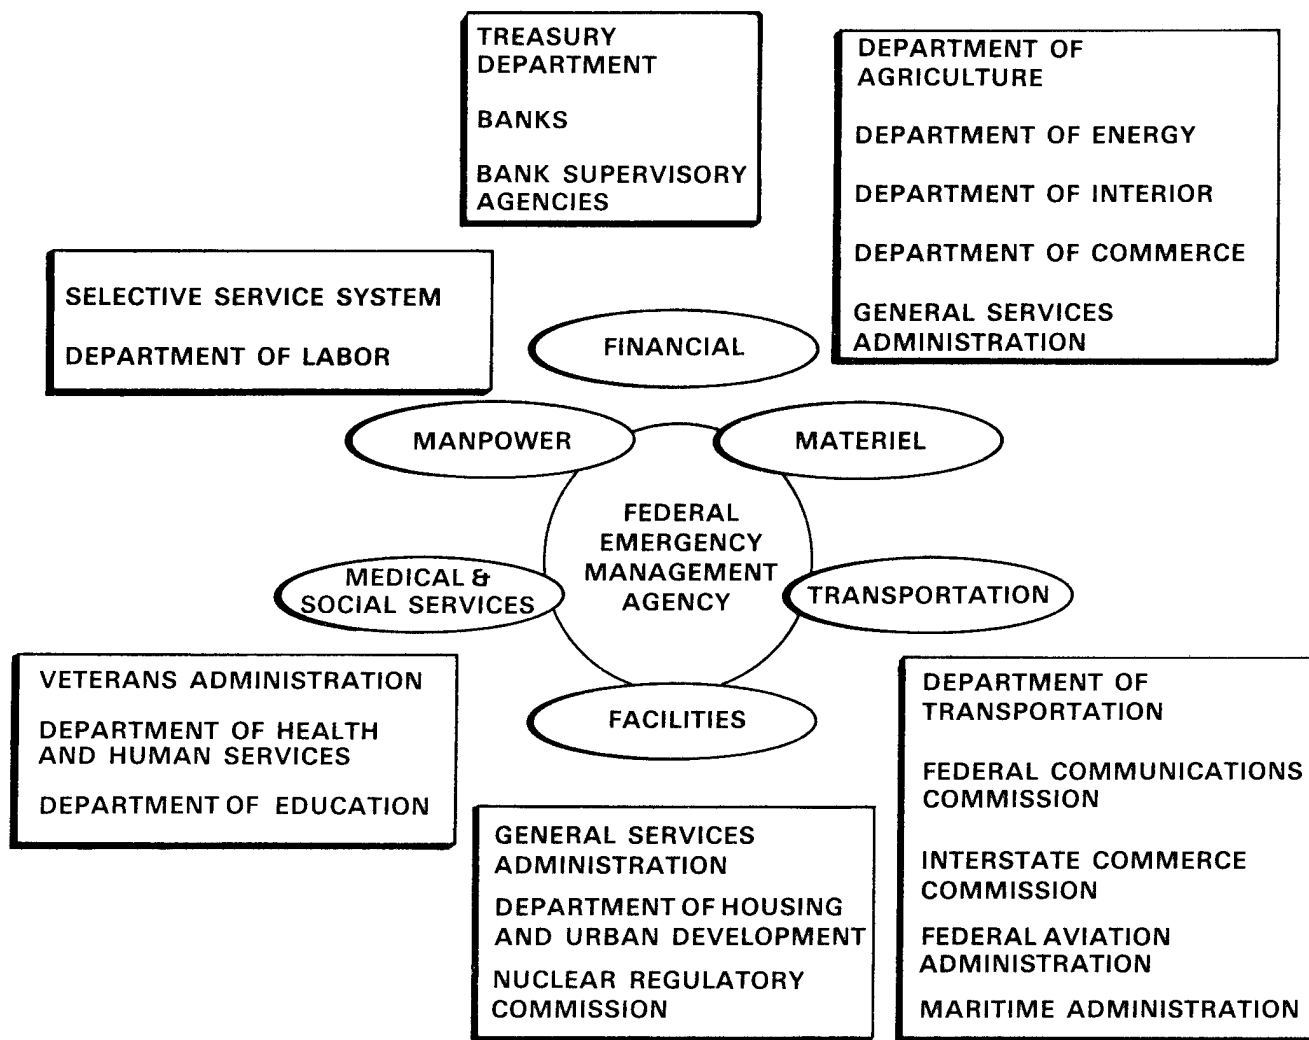 TREASURY
DEPARTMENT
BANKS
BANK SUPERVISORY
AGENCIES
DEPARTMENT OF
AGRICULTURE
DEPARTMENT OF ENERGY
DEPARTMENT OF INTERIOR
DEPARTMENT OF COMMERCE
GENERAL SERVICES
ADMINISTRATION
SELECTIVE SERVICE SYSTEM
DEPARTMENT OF LABOR
FINANCIAL
MANPOWER
MATERIEL
FEDERAL
EMERGENCY
MANAGEMENT
AGENCY
MEDICAL &
SOCIAL SERVICES
TRANSPORTATION
FACILITIES
VETERANS ADMINISTRATION
DEPARTMENT OF HEALTH
AND HUMAN SERVICES
DEPARTMENT OF EDUCATION
GENERAL SERVICES
ADMINISTRATION
DEPARTMENT OF HOUSING
AND URBAN DEVELOPMENT
NUCLEAR REGULATORY
COMMISSION
DEPARTMENT OF
TRANSPORTATION
FEDERAL COMMUNICATIONS
COMMISSION
INTERSTATE COMMERCE
COMMISSION
FEDERAL AVIATION
ADMINISTRATION
MARITIME ADMINISTRATION